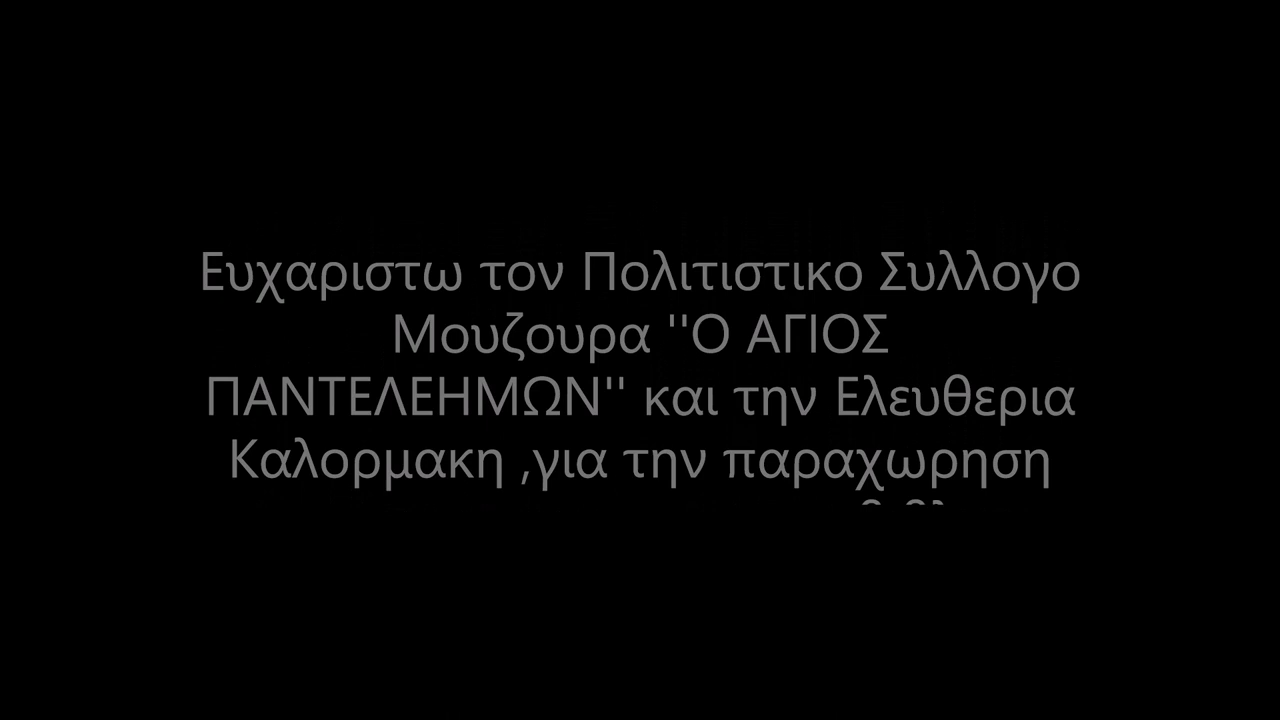 Ευχαριστω τον Πολιτιστικο Συλλογο
Μουζουρα ''Ο ΑΓΙΟΣ
ΠΑΝΤΕΛΕΗΜΩΝ'' και την Ελευθερια
Καλορμακη ,για την παραχωρηση